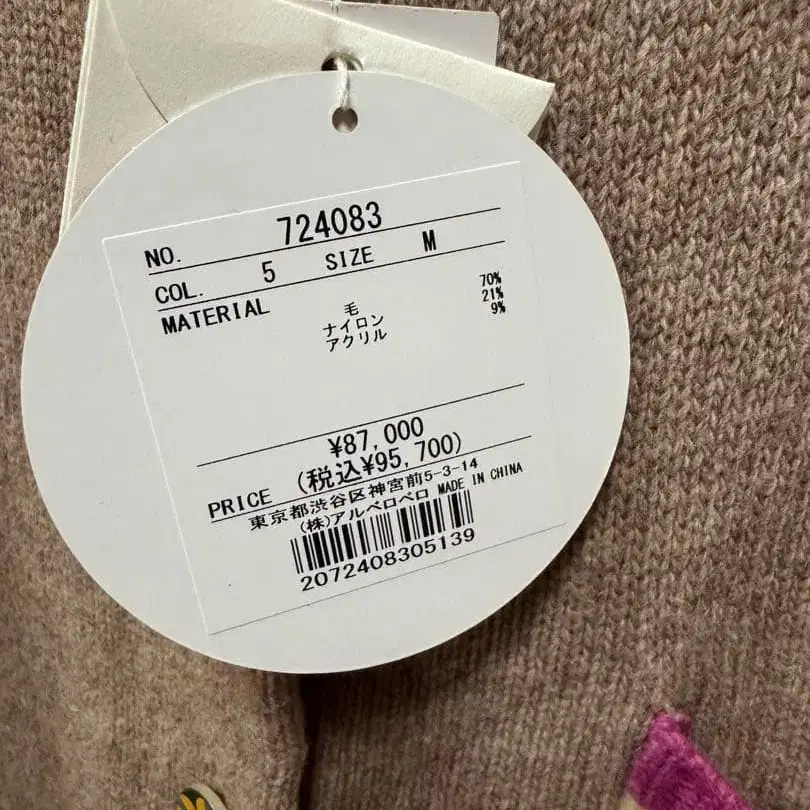 NO. 724083
COL. 5 SIZE M
MATERIAL 毛 70%
ナイロン 21%
アクリル 9%
¥87,000
PRICE (税込¥95,700)
東京都渋谷区神宮前5-3-14
(株)アルベロベロ MADE IN CHINA
2072408305139